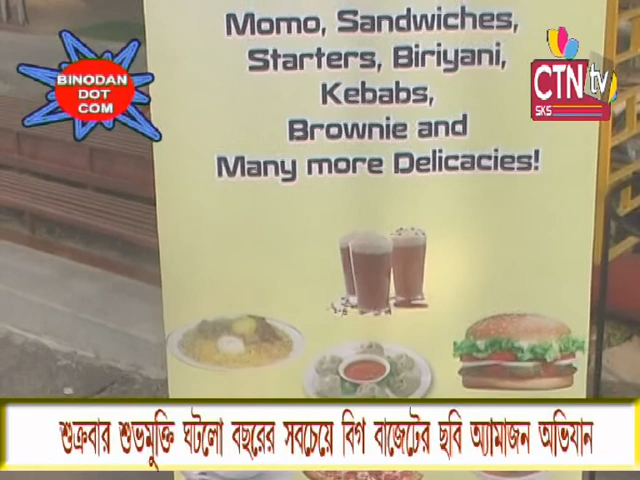 Momo, Sandwiches,
Starters, Biriyani,
Kebabs,
Brownie and
Many more Delicacies!
BINODAN
DOT
COM
CTN tv
SKS
শুক্রবার শুভমুক্তি ঘটলো বছরের সবচেয়ে বিগ বাজেটের ছবি অ্যামাজন অভিযান